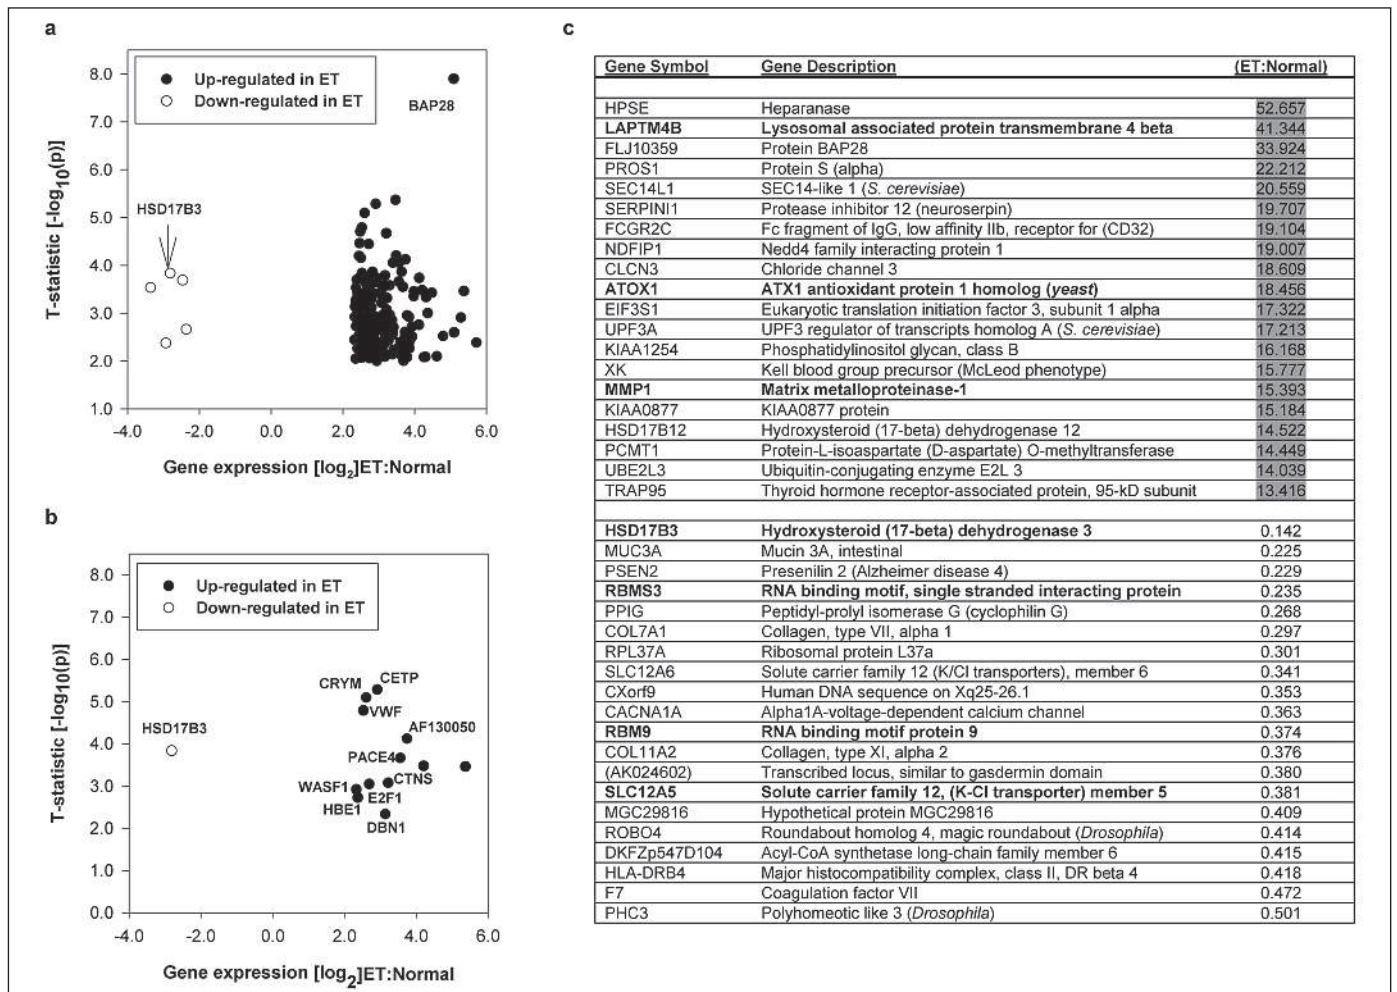 a
8.0
7.0
6.0
5.0
4.0
3.0
2.0
1.0
T-statistic [-log10(p)]
Up-regulated in ET
Down-regulated in ET
BAP28
HSD17B3
-4.0 -2.0 0.0 2.0 4.0 6.0
Gene expression [log2]ET:Normal
b
8.0
7.0
6.0
5.0
4.0
3.0
2.0
1.0
0.0
T-statistic [-log10(p)]
Up-regulated in ET
Down-regulated in ET
CRYM
CETP
VWF
AF130050
HSD17B3
PACE4
CTNS
WASF1
E2F1
HBE1
DBN1
-4.0 -2.0 0.0 2.0 4.0 6.0
Gene expression [log2]ET:Normal
c
Gene Symbol Gene Description (ET:Normal)
HPSE Heparanase 52.657
LAPTM4B Lysosomal associated protein transmembrane 4 beta 41.344
FLJ10359 Protein BAP28 33.924
PROS1 Protein S (alpha) 22.212
SEC14L1 SEC14-like 1 (S. cerevisiae) 20.559
SERPINI1 Protease inhibitor 12 (neuroserpin) 19.707
FCGR2C Fc fragment of IgG, low affinity IIb, receptor for (CD32) 19.104
NDFIP1 Nedd4 family interacting protein 1 19.007
CLCN3 Chloride channel 3 18.609
ATOX1 ATX1 antioxidant protein 1 homolog (yeast) 18.456
EIF3S1 Eukaryotic translation initiation factor 3, subunit 1 alpha 17.322
UPF3A UPF3 regulator of transcripts homolog A (S. cerevisiae) 17.213
KIAA1254 Phosphatidylinositol glycan, class B 16.168
XK Kell blood group precursor (McLeod phenotype) 15.777
MMP1 Matrix metalloproteinase-1 15.393
KIAA0877 KIAA0877 protein 15.184
HSD17B12 Hydroxysteroid (17-beta) dehydrogenase 12 14.522
PCMT1 Protein-L-isoaspartate (D-aspartate) O-methyltransferase 14.449
UBE2L3 Ubiquitin-conjugating enzyme E2L 3 14.039
TRAP95 Thyroid hormone receptor-associated protein, 95-kD subunit 13.416
HSD17B3 Hydroxysteroid (17-beta) dehydrogenase 3 0.142
MUC3A Mucin 3A, intestinal 0.225
PSEN2 Presenilin 2 (Alzheimer disease 4) 0.229
RBMS3 RNA binding motif, single stranded interacting protein 0.235
PPIG Peptidyl-prolyl isomerase G (cyclophilin G) 0.268
COL7A1 Collagen, type VII, alpha 1 0.297
RPL37A Ribosomal protein L37a 0.301
SLC12A6 Solute carrier family 12 (K/Cl transporters), member 6 0.341
CXorf9 Human DNA sequence on Xq25-26.1 0.353
CACNA1A Alpha1A-voltage-dependent calcium channel 0.363
RBM9 RNA binding motif protein 9 0.374
COL11A2 Collagen, type XI, alpha 2 0.376
(AK024602) Transcribed locus, similar to gasdermin domain 0.380
SLC12A5 Solute carrier family 12, (K-Cl transporter) member 5 0.381
MGC29816 Hypothetical protein MGC29816 0.409
ROBO4 Roundabout homolog 4, magic roundabout (Drosophila) 0.414
DKFZp547D104 Acyl-CoA synthetase long-chain family member 6 0.415
HLA-DRB4 Major histocompatibility complex, class II, DR beta 4 0.418
F7 Coagulation factor VII 0.472
PHC3 Polyhomeotic like 3 (Drosophila) 0.501